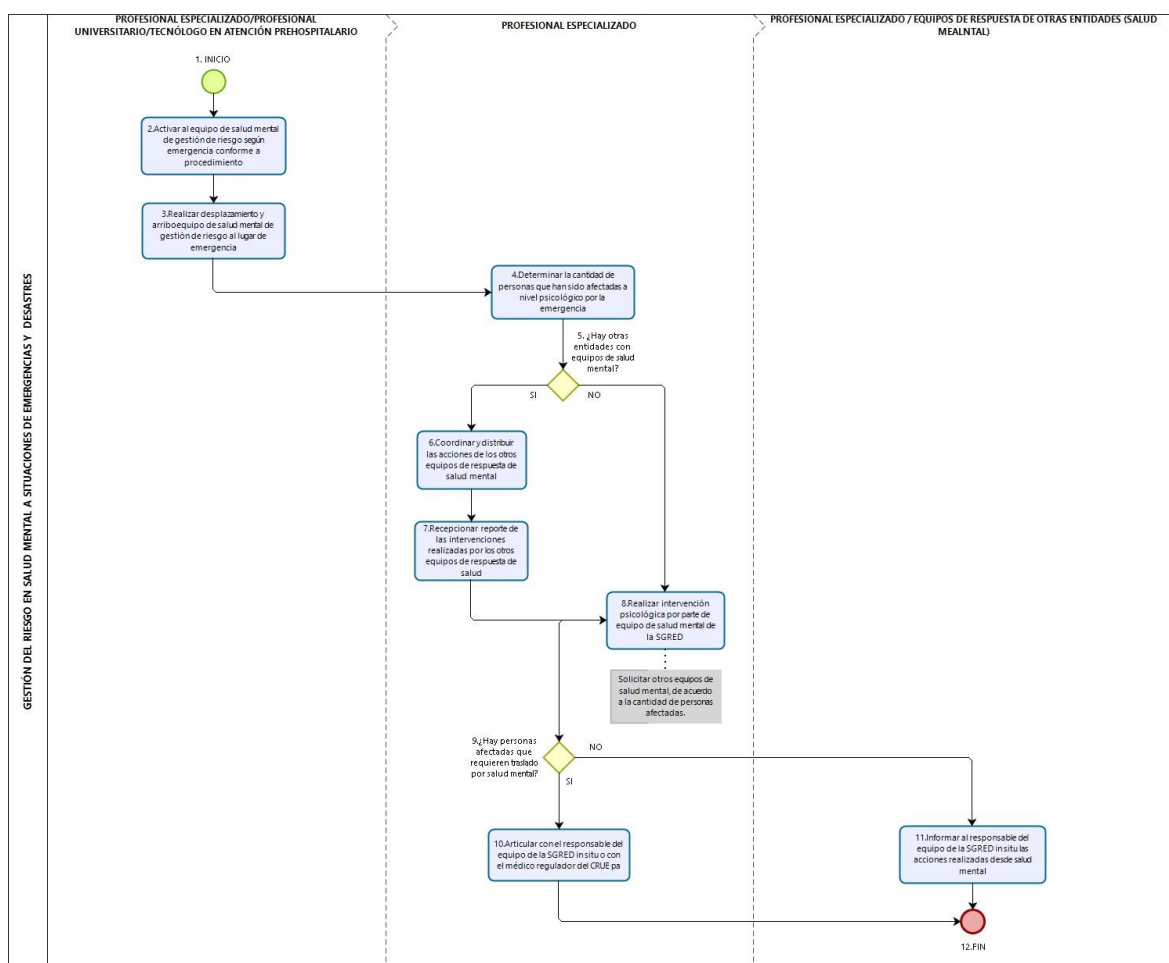 PROFESIONAL ESPECIALIZADO/PROFESIONAL
UNIVERSITARIO/TECNÓLOGO EN ATENCIÓN PREHOSPITALARIO
PROFESIONAL ESPECIALIZADO
PROFESIONAL ESPECIALIZADO / EQUIPOS DE RESPUESTA DE OTRAS ENTIDADES (SALUD
MEALNTAL)
GESTIÓN DEL RIESGO EN SALUD MENTAL A SITUACIONES DE EMERGENCIAS Y DESASTRES
1. INICIO
2.Activar al equipo de salud mental
de gestión de riesgo según
emergencia conforme a
procedimiento
3.Realizar desplazamiento y
arriboequipo de salud mental de
gestión de riesgo al lugar de
emergencia
4.Determinar la cantidad de
personas que han sido afectadas a
nivel psicológico por la
emergencia
5. ¿Hay otras
entidades con
equipos de salud
mental?
SI
NO
6.Coordinar y distribuir
las acciones de los otros
equipos de respuesta de
salud mental
7.Recepcionar reporte de
las intervenciones
realizadas por los otros
equipos de respuesta de
salud
8.Realizar intervención
psicológica por parte de
equipo de salud mental de
la SGRED
Solicitar otros equipos de
salud mental, de acuerdo
a la cantidad de personas
afectadas.
9.¿Hay personas
afectadas que
requieren traslado
por salud mental?
NO
SI
10.Articular con el responsable del
equipo de la SGRED in situ o con
el médico regulador del CRUE pa
11.Informar al responsable del
equipo de la SGRED in situ las
acciones realizadas desde salud
mental
12.FIN